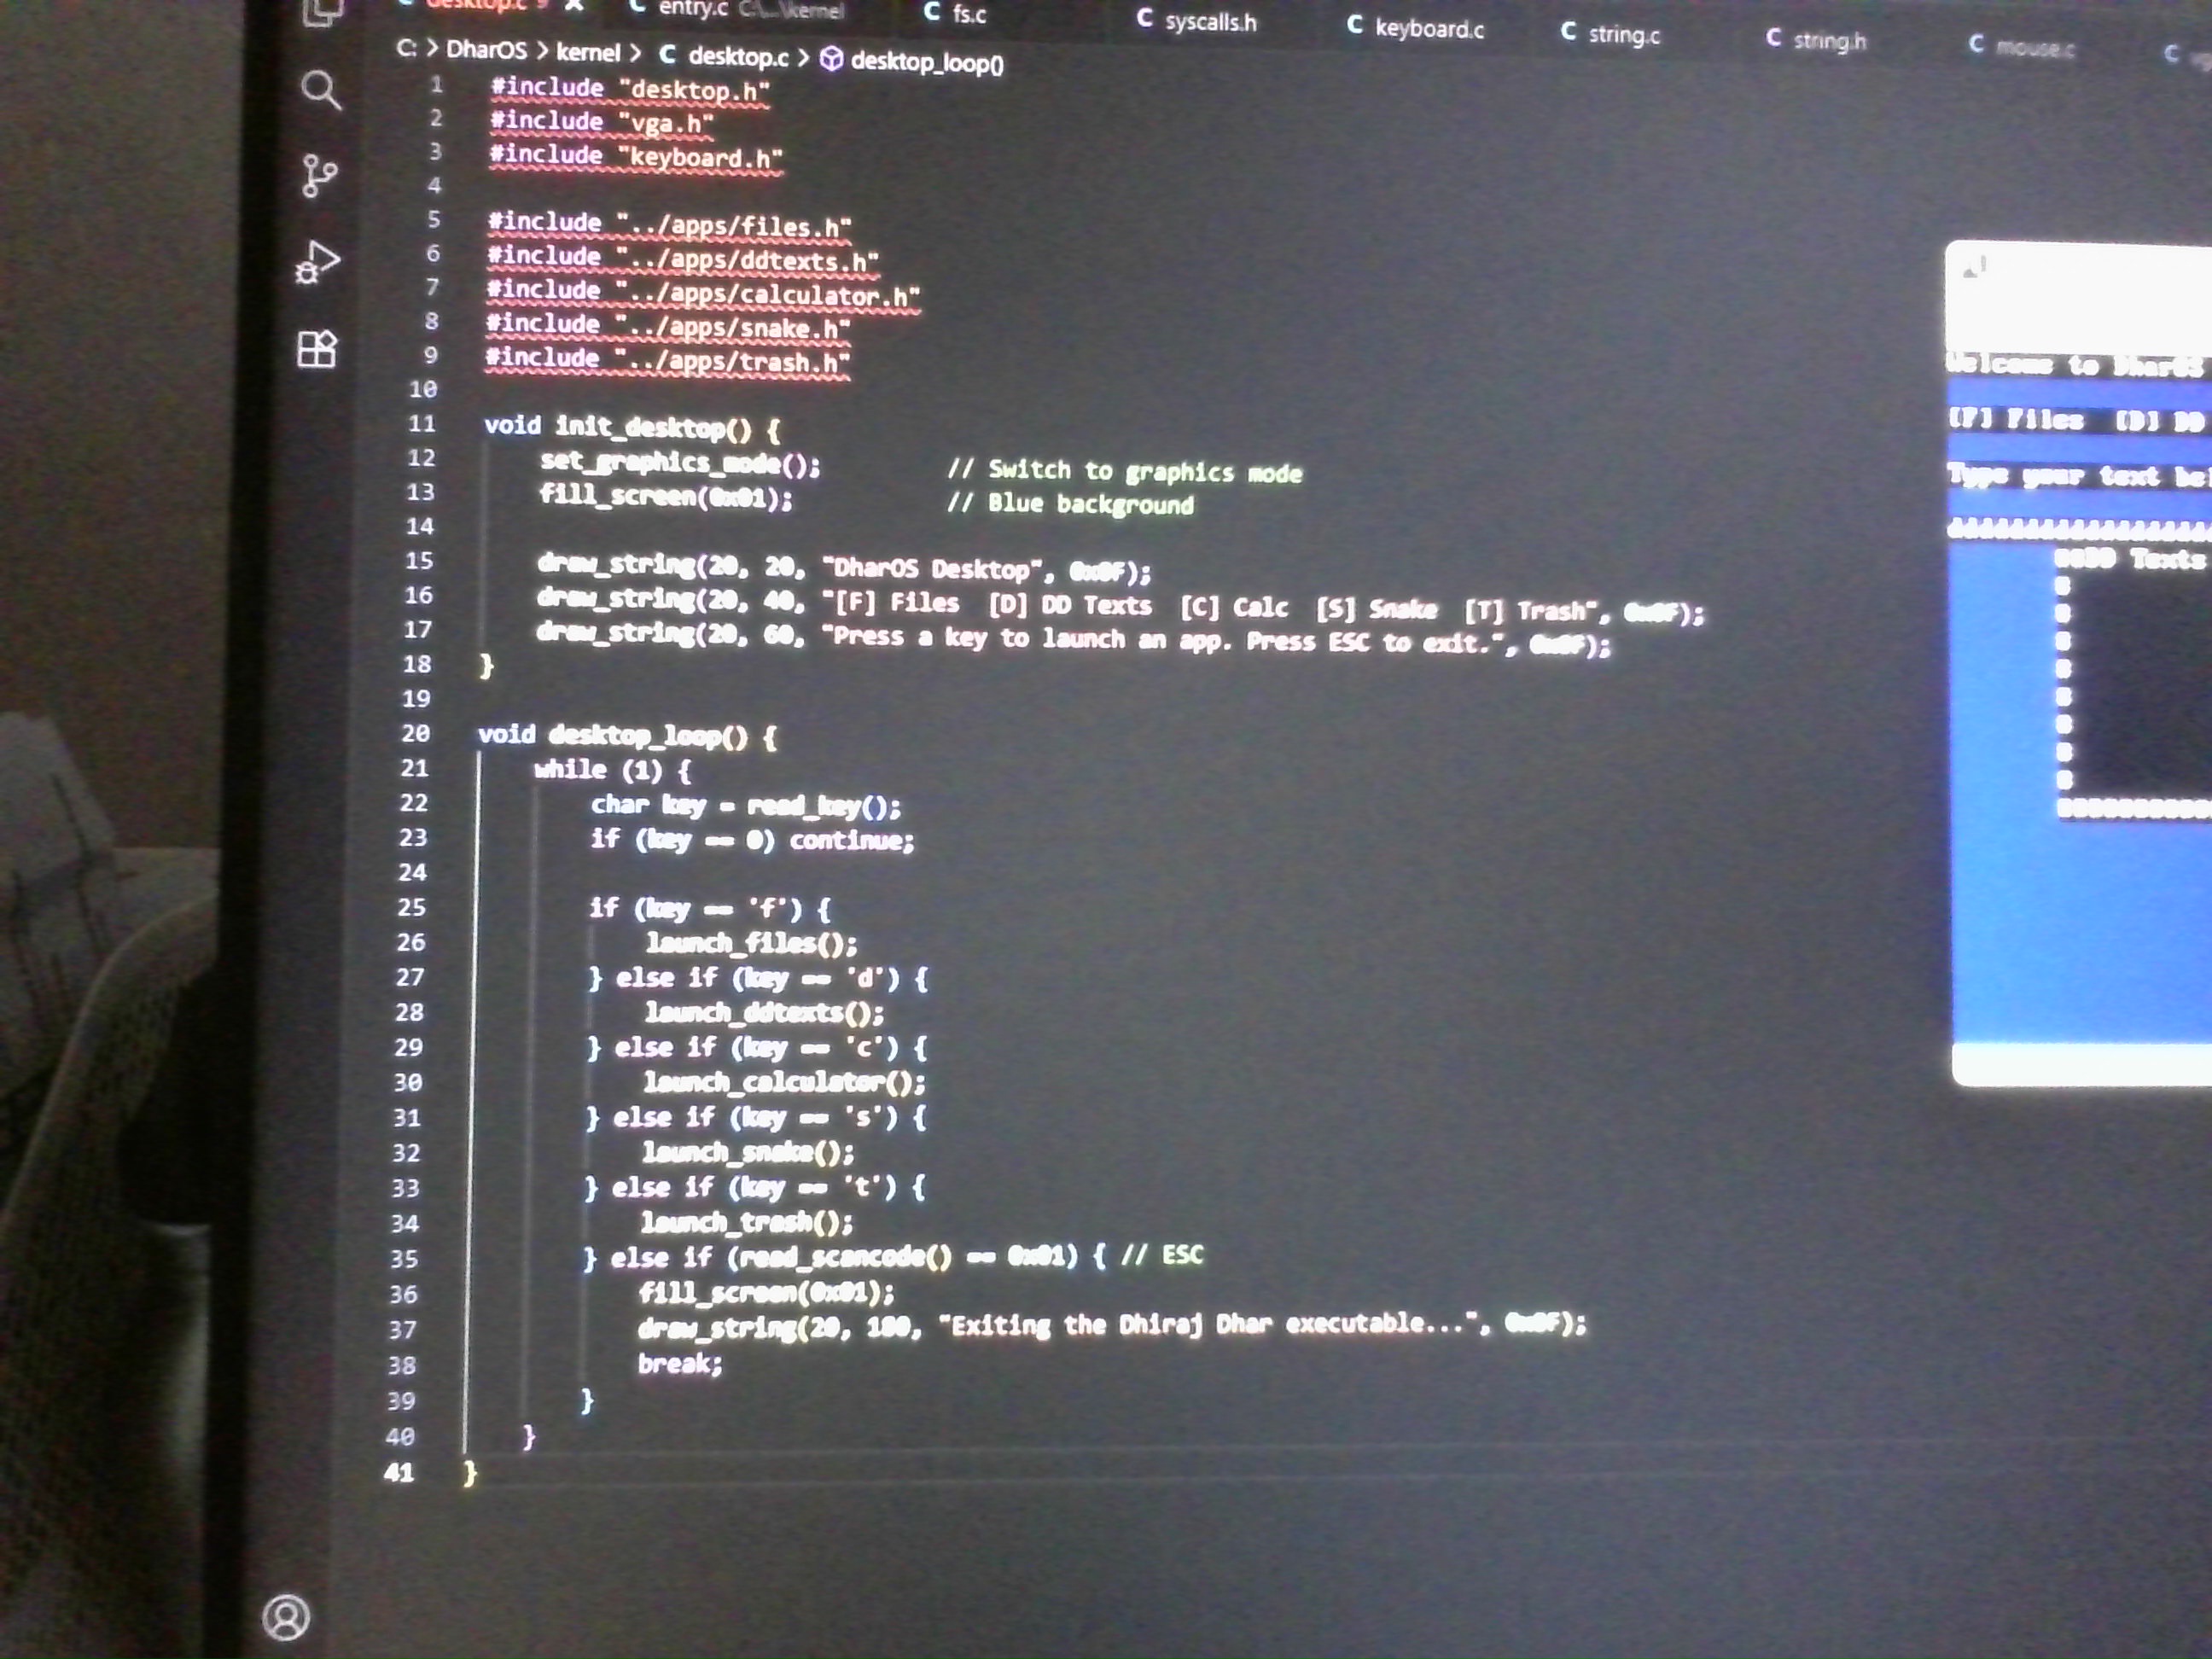 desktop.c 9
entry.c C:\...\kernel
fs.c
syscalls.h
keyboard.c
string.c
string.h
mouse.c
C: > DharOS > kernel > C desktop.c > desktop_loop()
1 #include "desktop.h"
2 #include "vga.h"
3 #include "keyboard.h"
4
5 #include "../apps/files.h"
6 #include "../apps/ddtexts.h"
7 #include "../apps/calculator.h"
8 #include "../apps/snake.h"
9 #include "../apps/trash.h"
10
11 void init_desktop() {
12 set_graphics_mode(); // Switch to graphics mode
13 fill_screen(0x01); // Blue background
14
15 draw_string(20, 20, "DharOS Desktop", 0x0F);
16 draw_string(20, 40, "[F] Files [D] DD Texts [C] Calc [S] Snake [T] Trash", 0x0F);
17 draw_string(20, 60, "Press a key to launch an app. Press ESC to exit.", 0x0F);
18 }
19
20 void desktop_loop() {
21 while (1) {
22 char key = read_key();
23 if (key == 0) continue;
24
25 if (key == 'f') {
26 launch_files();
27 } else if (key == 'd') {
28 launch_ddtexts();
29 } else if (key == 'c') {
30 launch_calculator();
31 } else if (key == 's') {
32 launch_snake();
33 } else if (key == 't') {
34 launch_trash();
35 } else if (read_scancode() == 0x01) { // ESC
36 fill_screen(0x01);
37 draw_string(20, 180, "Exiting the Dhiraj Dhar executable...", 0x0F);
38 break;
39 }
40 }
41 }
Welcome to DharOS
[F] Files [D] DD
Type your text
DD Texts